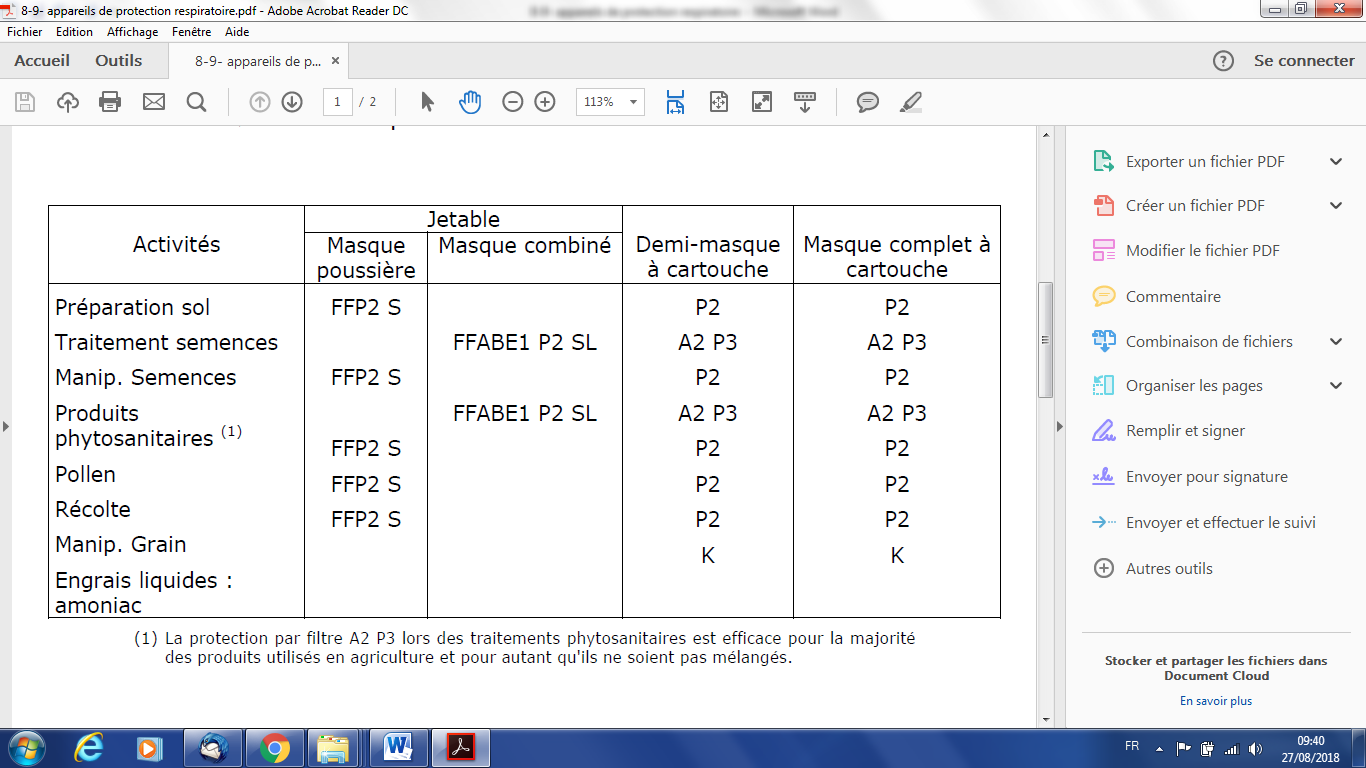 8-9- appareils de protection respiratoire.pdf - Adobe Acrobat Reader DC
Fichier Edition Affichage Fenêtre Aide
Accueil Outils 8-9- appareils de p... × ? Se connecter
1 / 2 113%
Jetable
Activités Masque poussière Masque combiné Demi-masque à cartouche Masque complet à cartouche
Préparation sol FFP2 S P2 P2
Traitement semences FFABE1 P2 SL A2 P3 A2 P3
Manip. Semences FFP2 S P2 P2
Produits FFABE1 P2 SL A2 P3 A2 P3
phytosanitaires (1) FFP2 S P2 P2
Pollen FFP2 S P2 P2
Récolte FFP2 S P2 P2
Manip. Grain K K
Engrais liquides :
amoniac
(1) La protection par filtre A2 P3 lors des traitements phytosanitaires est efficace pour la majorité
des produits utilisés en agriculture et pour autant qu'ils ne soient pas mélangés.
Exporter un fichier PDF
Créer un fichier PDF
Modifier le fichier PDF
Commentaire
Combinaison de fichiers
Organiser les pages
Remplir et signer
Envoyer pour signature
Envoyer et effectuer le suivi
Autres outils
Stocker et partager les fichiers dans
Document Cloud
En savoir plus
FR 09:40
27/08/2018